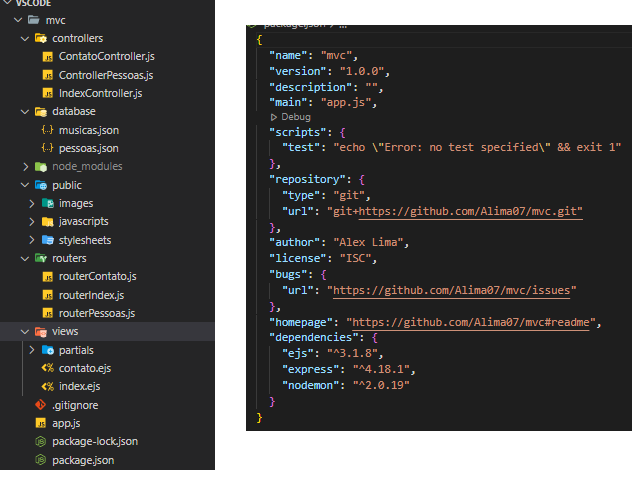 VSCODE
mvc
controllers
ContatoController.js
ControllerPessoas.js
IndexController.js
database
musicas.json
pessoas.json
node_modules
public
images
javascripts
stylesheets
routers
routerContato.js
routerIndex.js
routerPessoas.js
views
partials
contato.ejs
index.ejs
.gitignore
app.js
package-lock.json
package.json
package.json > ...
{
"name": "mvc",
"version": "1.0.0",
"description": "",
"main": "app.js",
Debug
"scripts": {
"test": "echo \"Error: no test specified\" && exit 1"
},
"repository": {
"type": "git",
"url": "git+https://github.com/Alima07/mvc.git"
},
"author": "Alex Lima",
"license": "ISC",
"bugs": {
"url": "https://github.com/Alima07/mvc/issues"
},
"homepage": "https://github.com/Alima07/mvc#readme",
"dependencies": {
"ejs": "^3.1.8",
"express": "^4.18.1",
"nodemon": "^2.0.19"
}
}